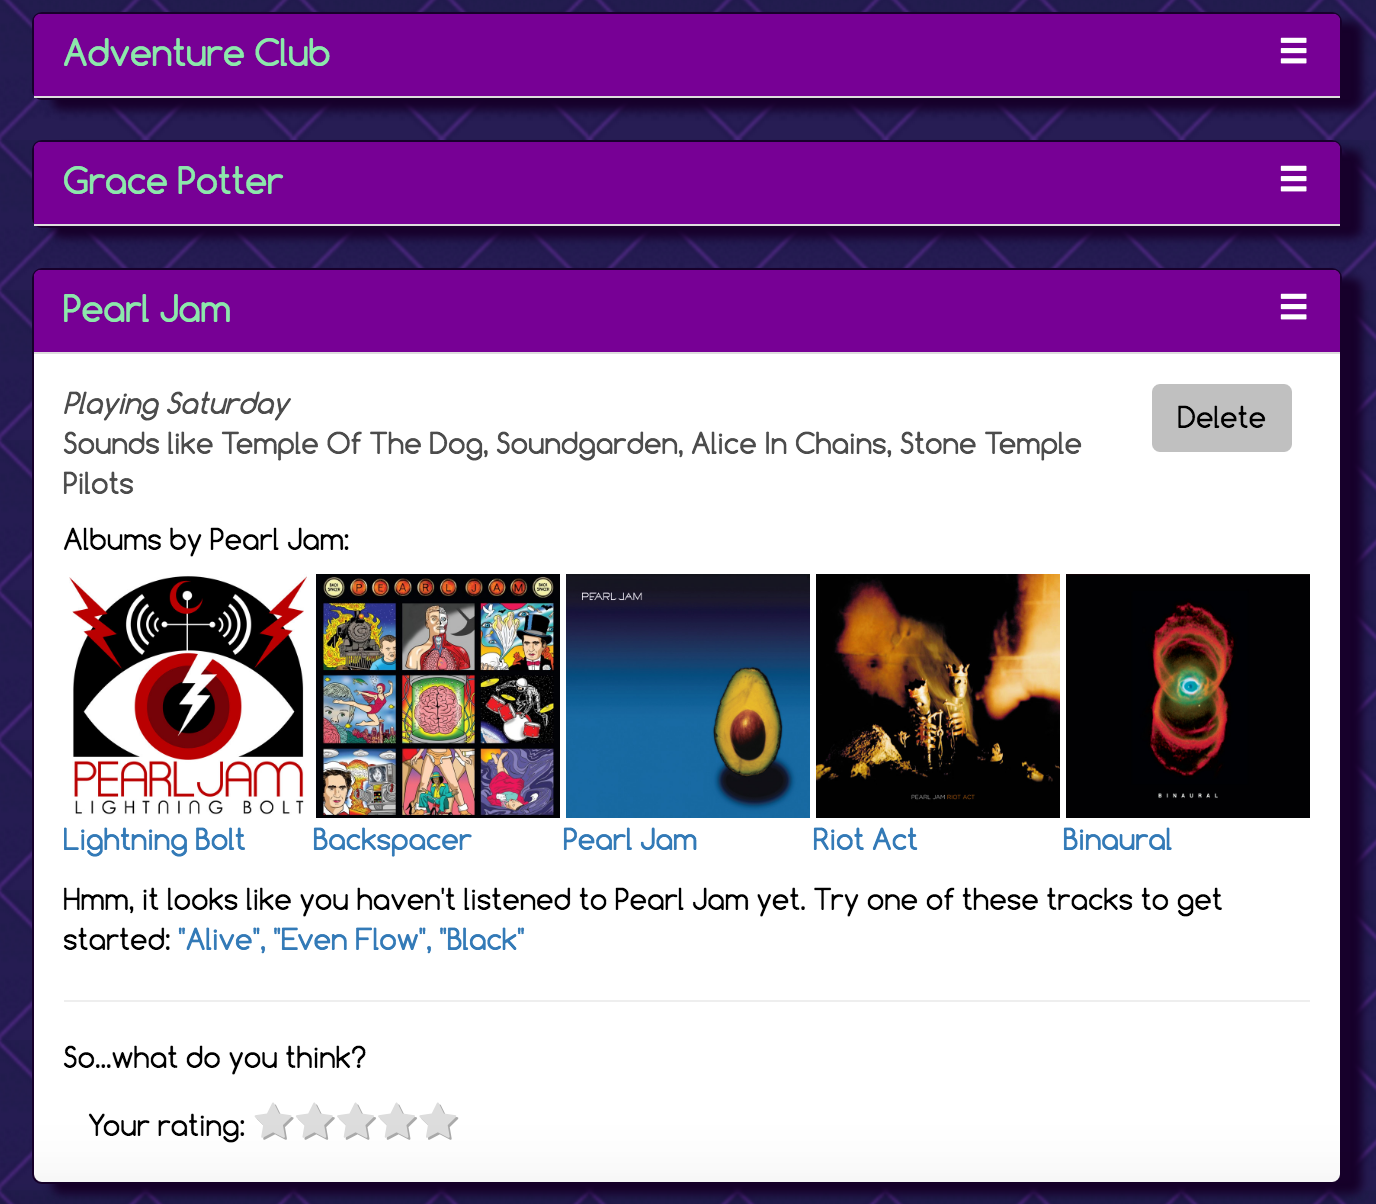 Adventure Club
Grace Potter
Pearl Jam
Playing Saturday
Delete
Sounds like Temple Of The Dog, Soundgarden, Alice In Chains, Stone Temple
Pilots
Albums by Pearl Jam:
PEARL JAM
LIGHTNING BOLT
BACK SPACER
PEARL JAM
BACK SPACER
PEARL JAM
PEARL JAM RIOT ACT
BINAURAL
Lightning Bolt
Backspacer
Pearl Jam
Riot Act
Binaural
Hmm, it looks like you haven't listened to Pearl Jam yet. Try one of these tracks to get
started: "Alive", "Even Flow", "Black"
So...what do you think?
Your rating: